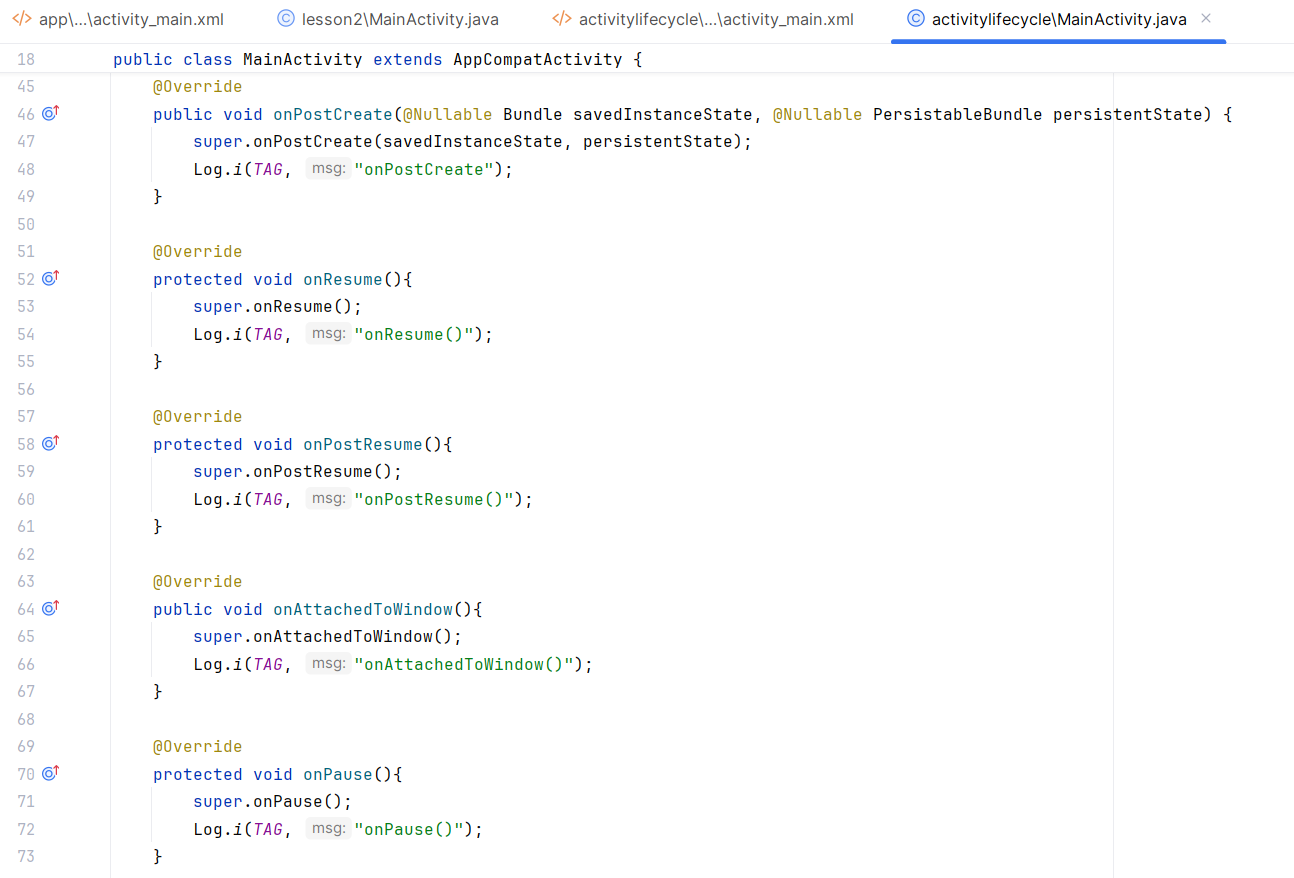 </> app\...\activity_main.xml © lesson2\MainActivity.java </> activitylifecycle\...\activity_main.xml © activitylifecycle\MainActivity.java ×
18 public class MainActivity extends AppCompatActivity {
45 @Override
46 public void onPostCreate(@Nullable Bundle savedInstanceState, @Nullable PersistableBundle persistentState) {
47 super.onPostCreate(savedInstanceState, persistentState);
48 Log.i(TAG, msg: "onPostCreate");
49 }
50
51 @Override
52 protected void onResume(){
53 super.onResume();
54 Log.i(TAG, msg: "onResume()");
55 }
56
57 @Override
58 protected void onPostResume(){
59 super.onPostResume();
60 Log.i(TAG, msg: "onPostResume()");
61 }
62
63 @Override
64 public void onAttachedToWindow(){
65 super.onAttachedToWindow();
66 Log.i(TAG, msg: "onAttachedToWindow()");
67 }
68
69 @Override
70 protected void onPause(){
71 super.onPause();
72 Log.i(TAG, msg: "onPause()");
73 }